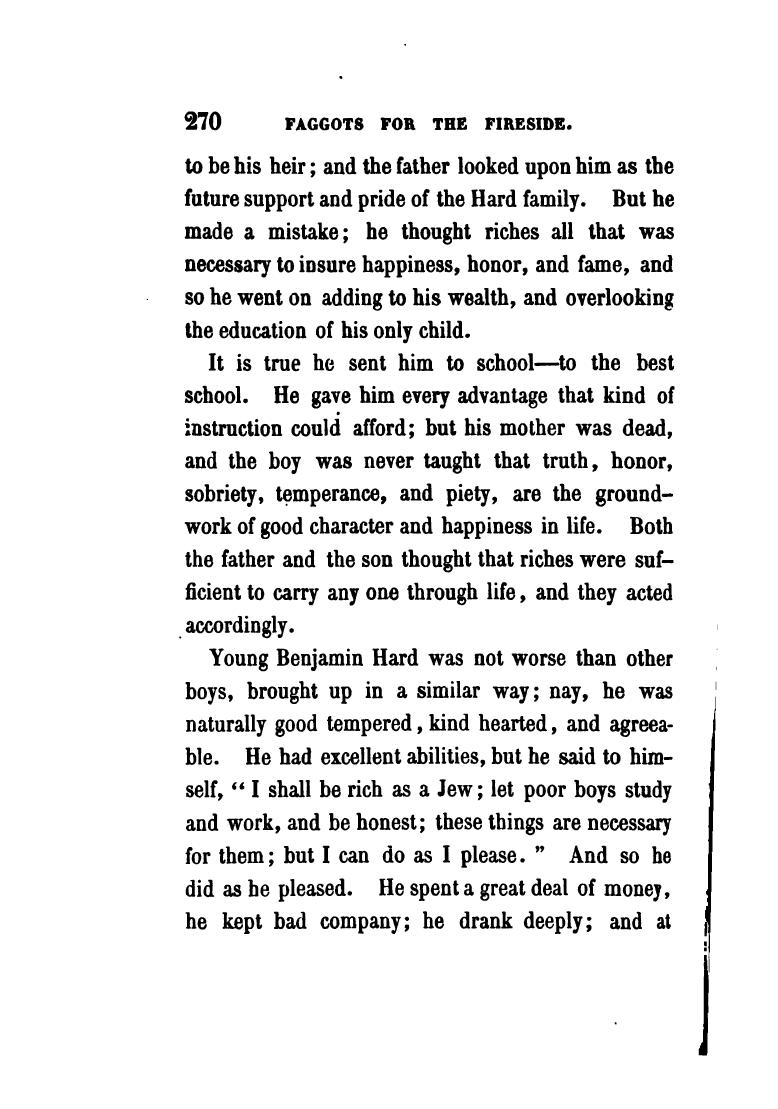 270 FAGGOTS FOR THE FIRESIDE.
to be his heir; and the father looked upon him as the
future support and pride of the Hard family. But he
made a mistake; he thought riches all that was
necessary to insure happiness, honor, and fame, and
so he went on adding to his wealth, and overlooking
the education of his only child.
It is true he sent him to school—to the best
school. He gave him every advantage that kind of
instruction could afford; but his mother was dead,
and the boy was never taught that truth, honor,
sobriety, temperance, and piety, are the ground-
work of good character and happiness in life. Both
the father and the son thought that riches were suf-
ficient to carry any one through life, and they acted
accordingly.
Young Benjamin Hard was not worse than other
boys, brought up in a similar way; nay, he was
naturally good tempered, kind hearted, and agreea-
ble. He had excellent abilities, but he said to him-
self, “I shall be rich as a Jew; let poor boys study
and work, and be honest; these things are necessary
for them; but I can do as I please.” And so he
did as he pleased. He spent a great deal of money,
he kept bad company; he drank deeply; and at